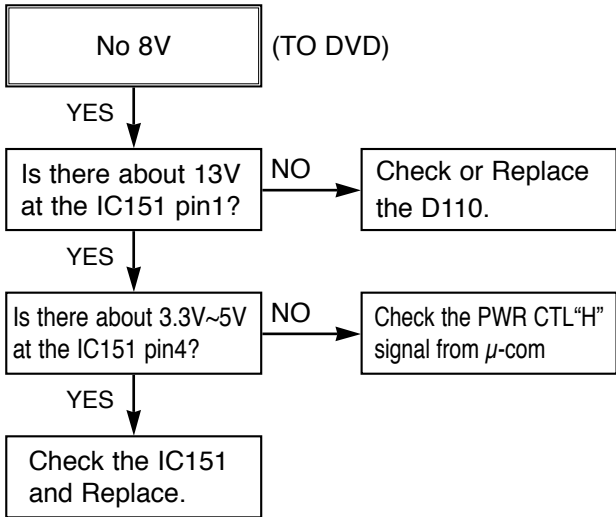 No 8V
(TO DVD)
YES
Is there about 13V
at the IC151 pin1?
NO
Check or Replace
the D110.
YES
Is there about 3.3V~5V
at the IC151 pin4?
NO
Check the PWR CTL“H”
signal from µ-com
YES
Check the IC151
and Replace.